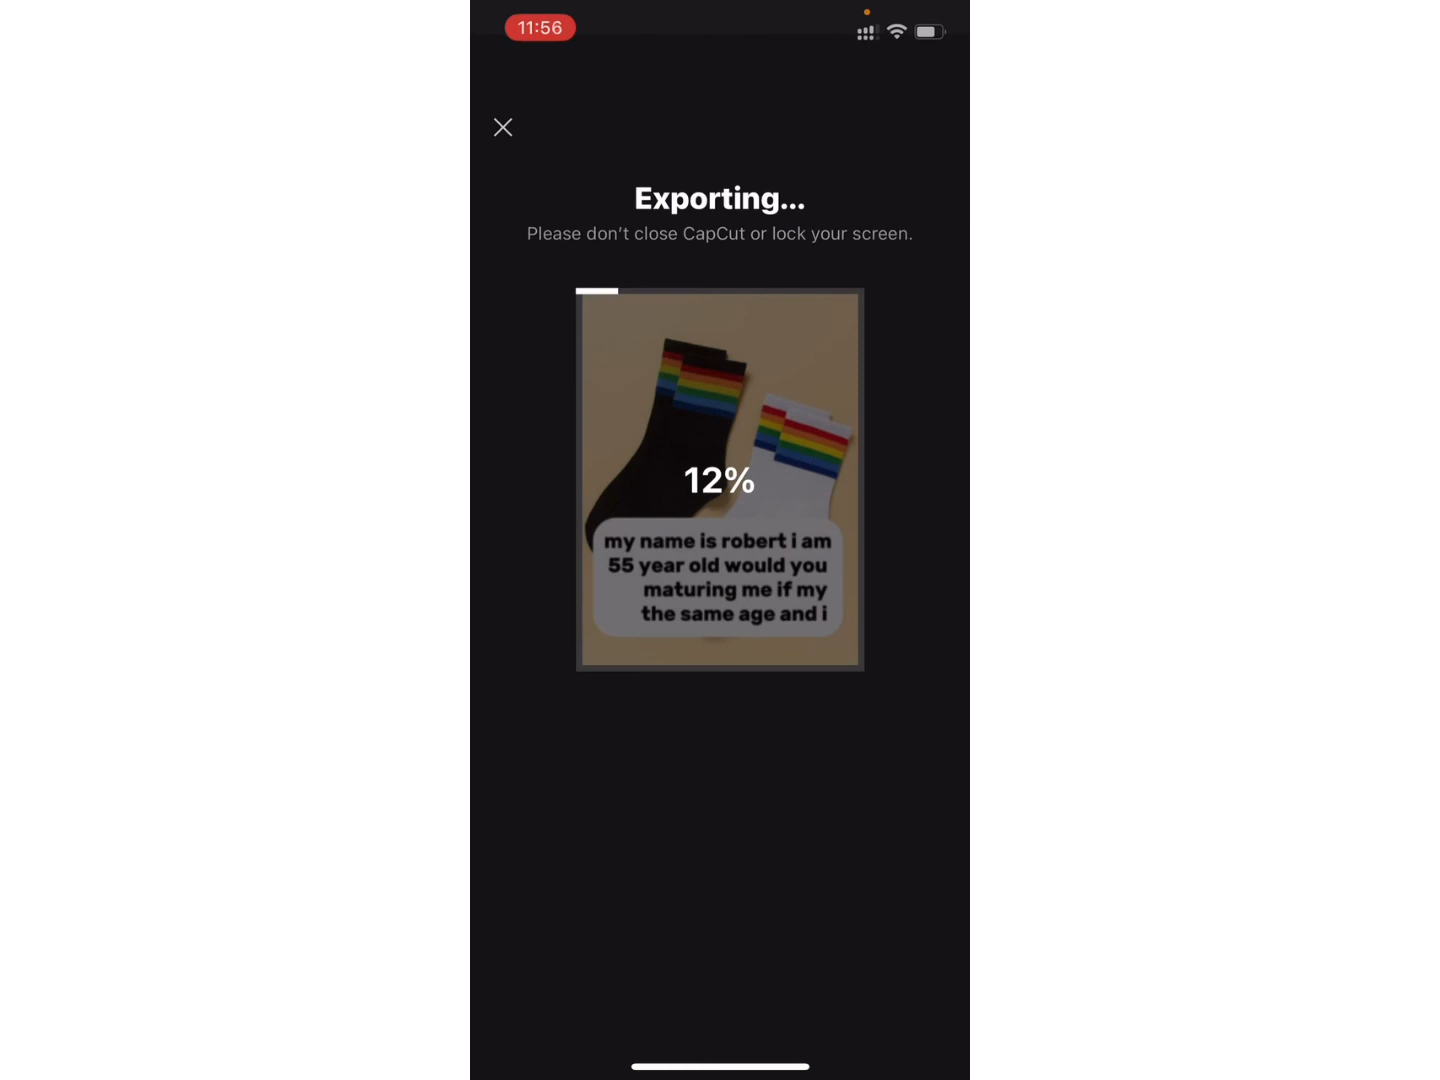 11:56
Exporting...
Please don't close CapCut or lock your screen.
12%
my name is robert i am
55 year old would you
maturing me if my
the same age and i